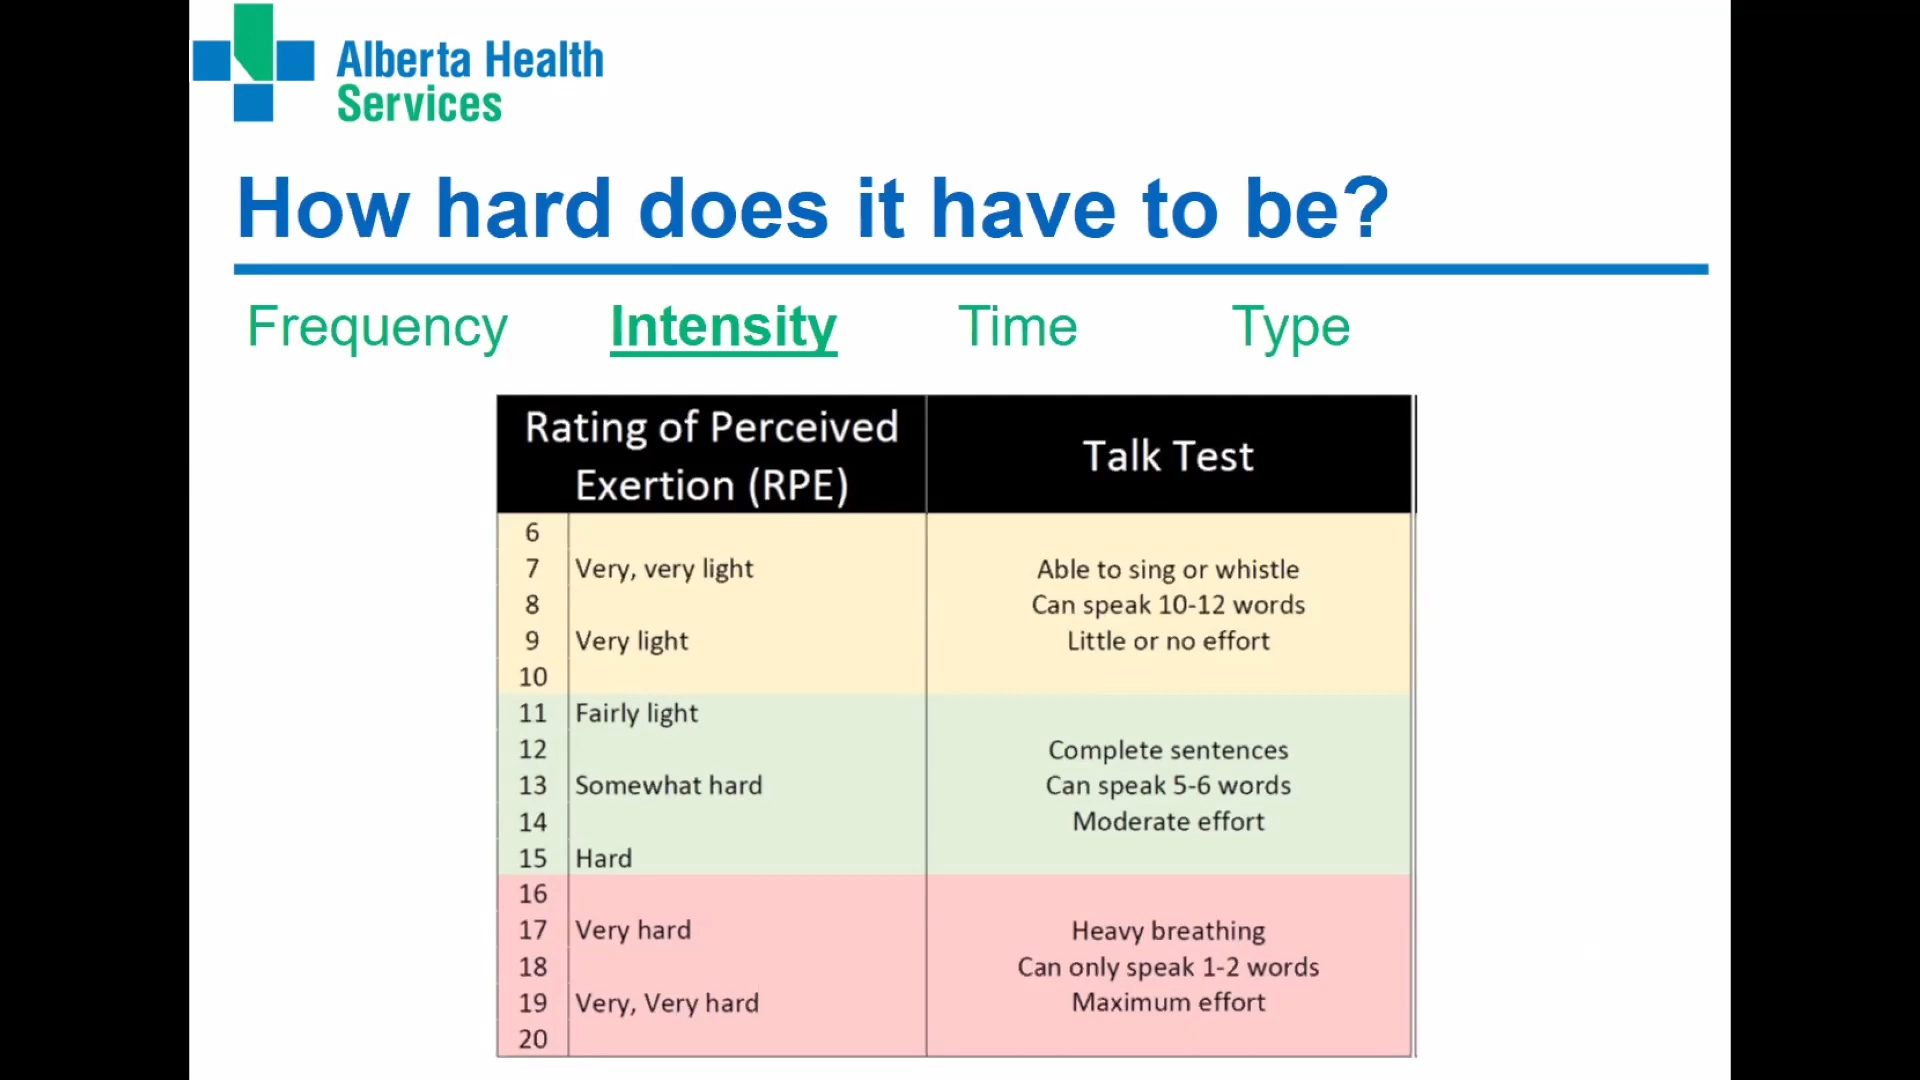 Alberta Health
Services
How hard does it have to be?
Frequency Intensity Time Type
Rating of Perceived
Exertion (RPE)
Talk Test
6
7 Very, very light Able to sing or whistle
8 Can speak 10-12 words
9 Very light Little or no effort
10
11 Fairly light
12 Complete sentences
13 Somewhat hard Can speak 5-6 words
14 Moderate effort
15 Hard
16
17 Very hard Heavy breathing
18 Can only speak 1-2 words
19 Very, Very hard Maximum effort
20